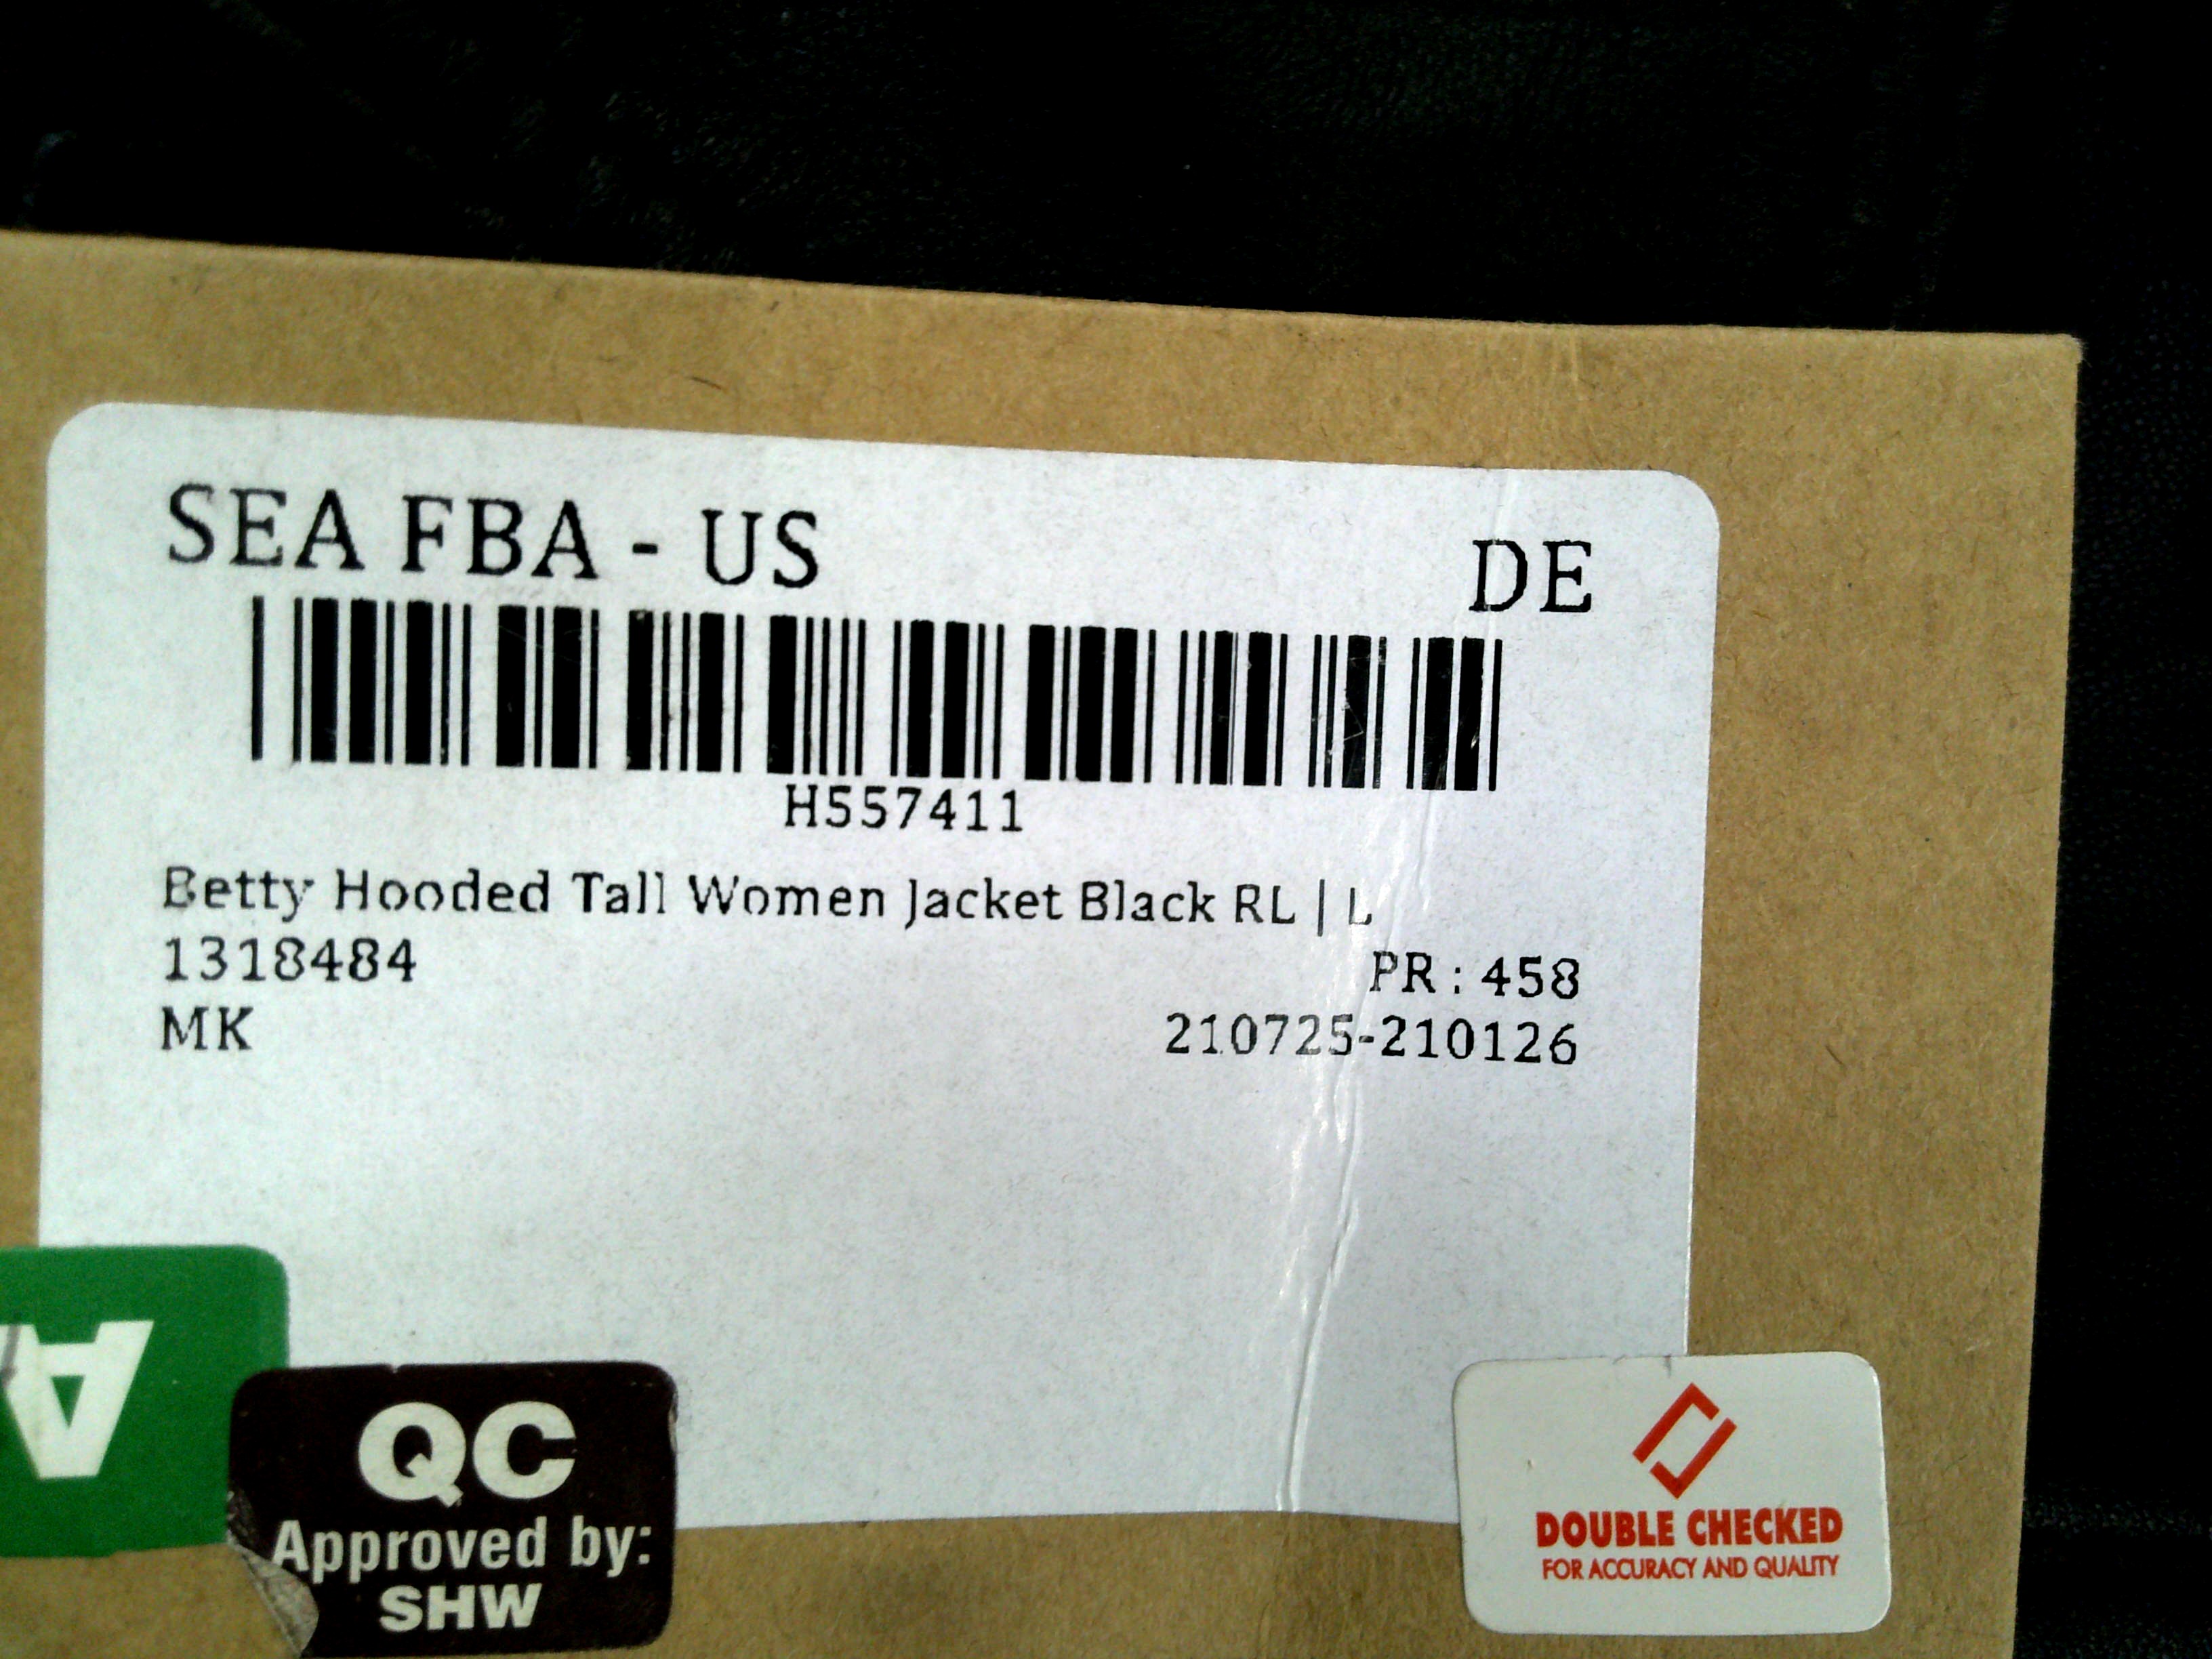 SEA FBA - US
DE
H557411
Betty Hooded Tall Women Jacket Black RL | L
1318484
PR : 458
MK
210725-210126
A
QC
Approved by:
SHW
DOUBLE CHECKED
FOR ACCURACY AND QUALITY